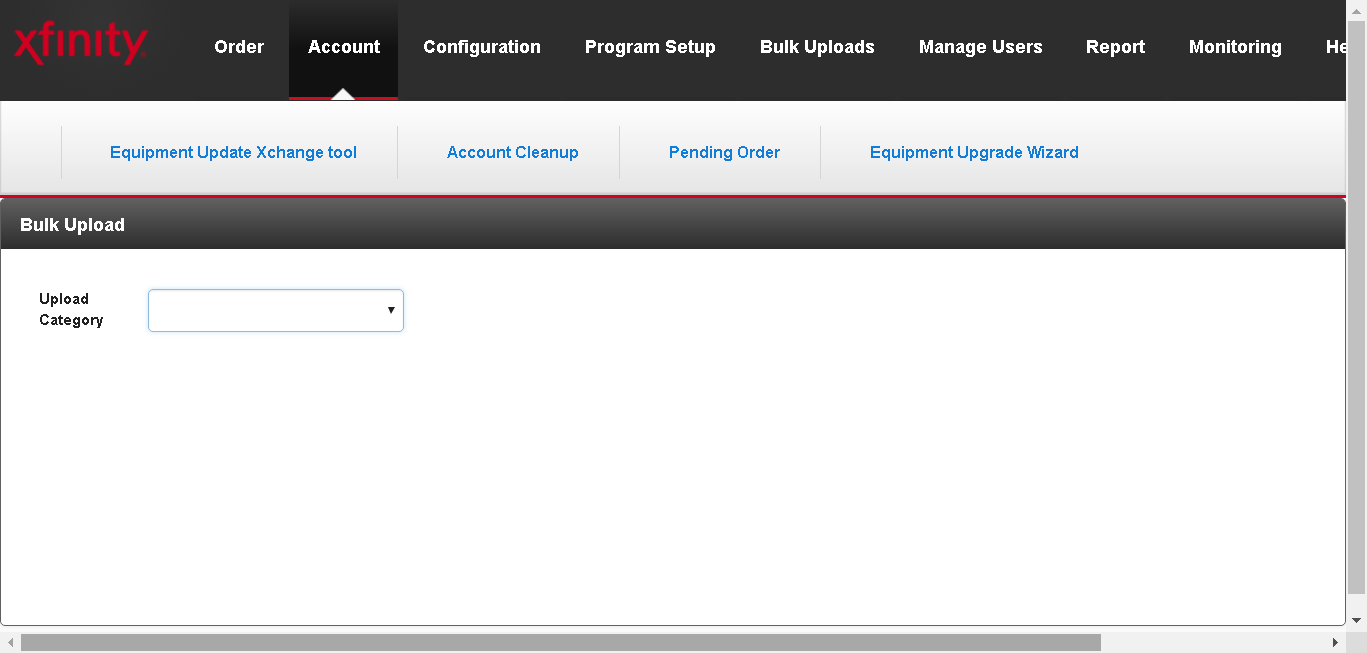 xfinity
Order
Account
Configuration
Program Setup
Bulk Uploads
Manage Users
Report
Monitoring
He
Equipment Update Xchange tool
Account Cleanup
Pending Order
Equipment Upgrade Wizard
Bulk Upload
Upload
Category